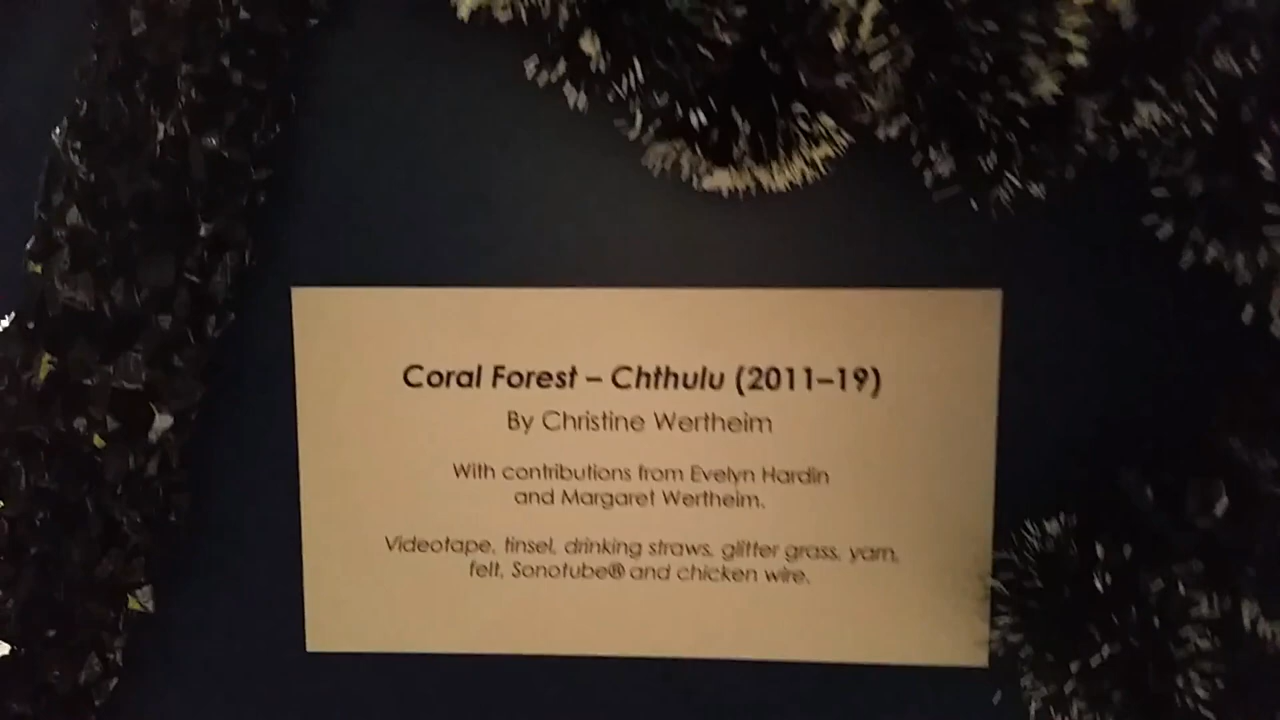 Coral Forest – Chthulu (2011–19)
By Christine Wertheim
With contributions from Evelyn Hardin
and Margaret Wertheim.
Videotape, tinsel, drinking straws, glitter grass, yarn,
felt, Sonotube® and chicken wire.